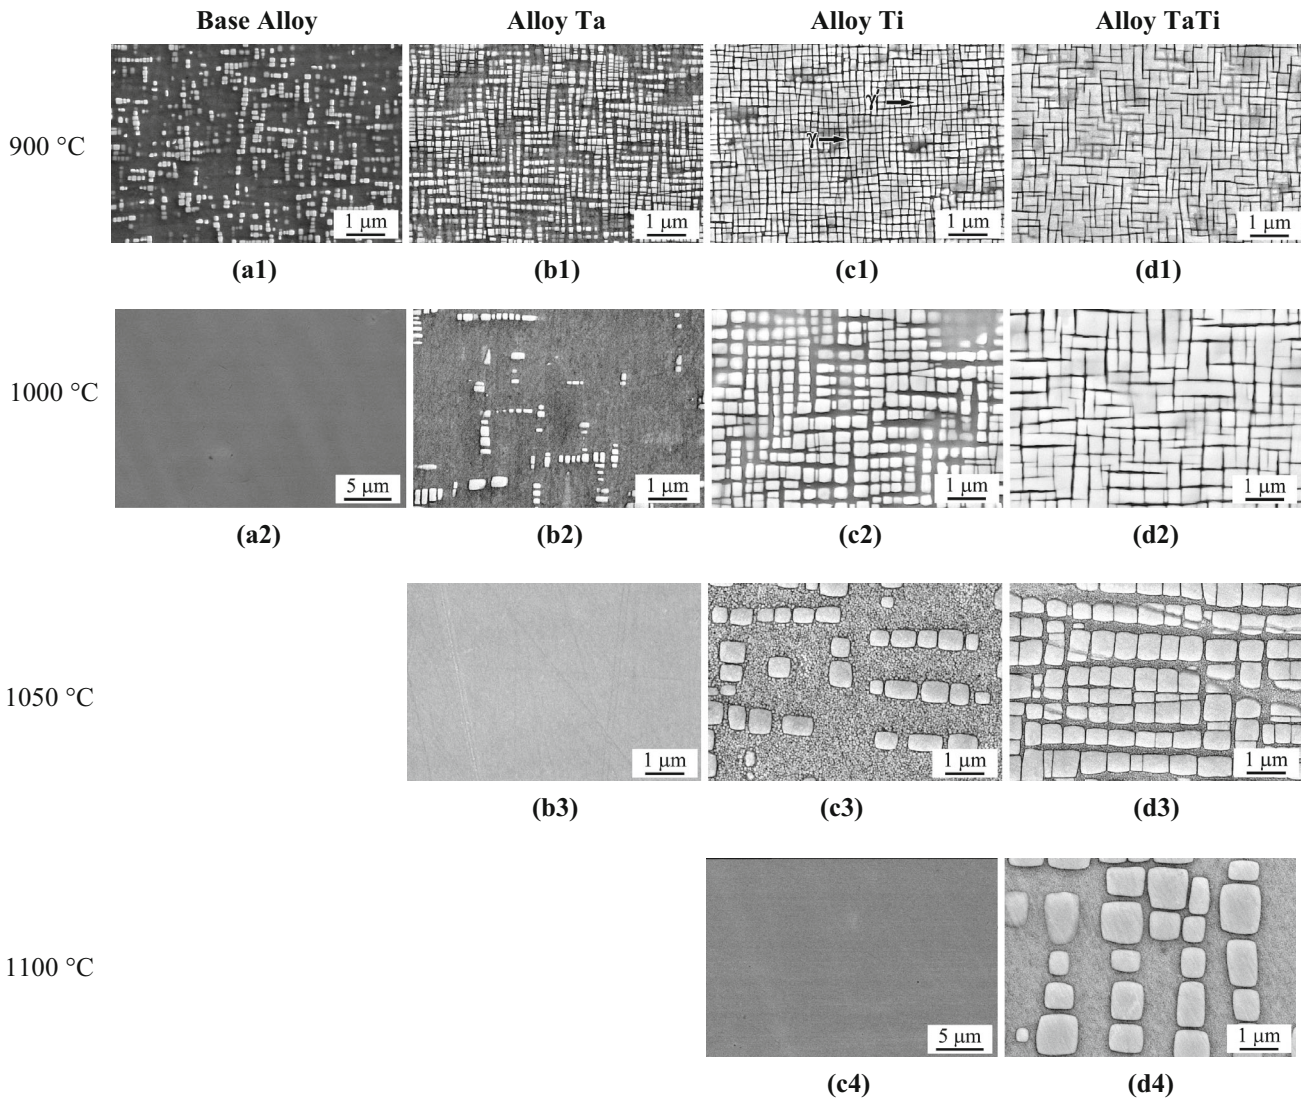 Base Alloy Alloy Ta Alloy Ti Alloy TaTi
900 °C
γ′
γ
1 μm 1 μm 1 μm 1 μm
(a1) (b1) (c1) (d1)
1000 °C
5 μm 1 μm 1 μm 1 μm
(a2) (b2) (c2) (d2)
1050 °C
1 μm 1 μm 1 μm
(b3) (c3) (d3)
1100 °C
5 μm 1 μm
(c4) (d4)